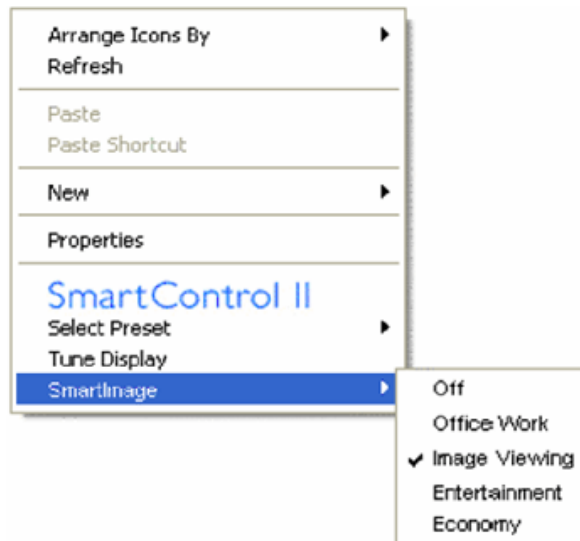 Arrange Icons By
Refresh
Paste
Paste Shortcut
New
Properties
SmartControl II
Select Preset
Tune Display
SmartImage
Off
Office Work
Image Viewing
Entertainment
Economy